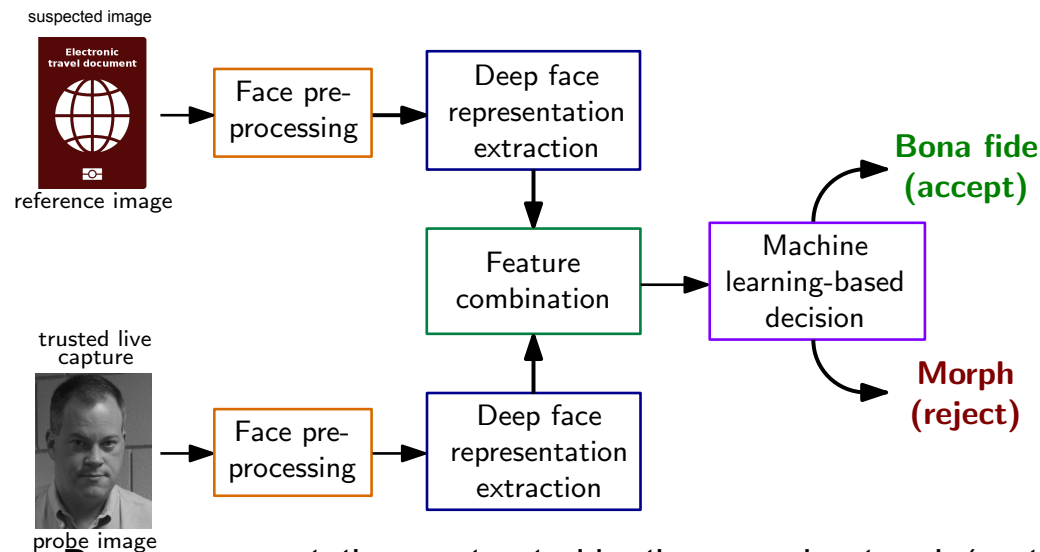 suspected image
Electronic
travel document
reference image
Face pre-
processing
Deep face
representation
extraction
Feature
combination
Machine
learning-based
decision
Bona fide
(accept)
Morph
(reject)
trusted live
capture
Face pre-
processing
Deep face
representation
extraction
probe image